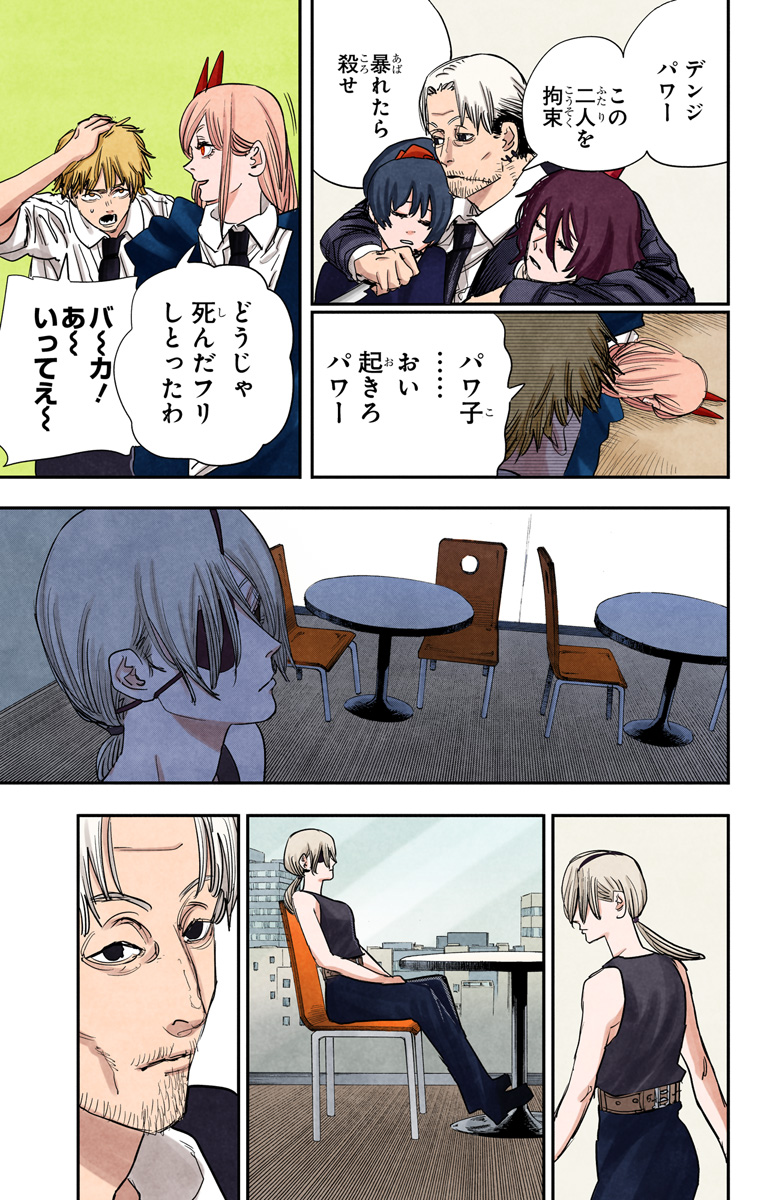 デンジ
パワー
この
二人を
拘束
暴れたら
殺せ
パワ子
……
おい
起きろ
パワー
どうじゃ
死んだフリ
しとったわ
バ〜カ！
あ〜
いってえ〜